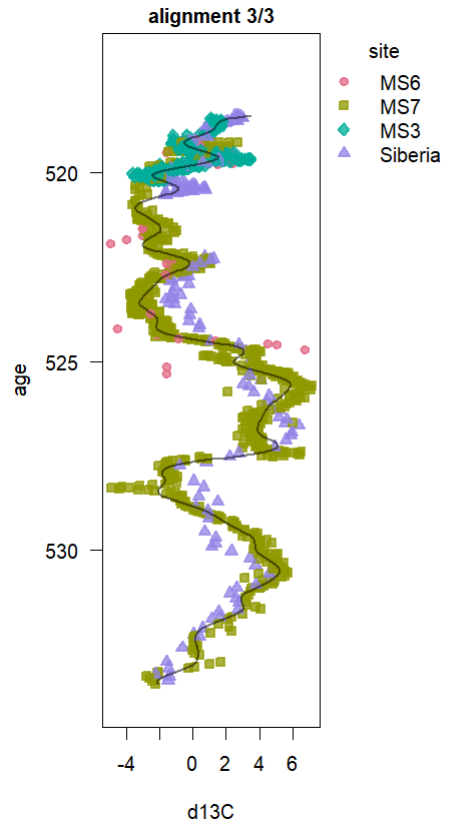 alignment 3/3
site
MS6
MS7
MS3
Siberia
520
525
530
age
-4 0 2 4 6
d13C